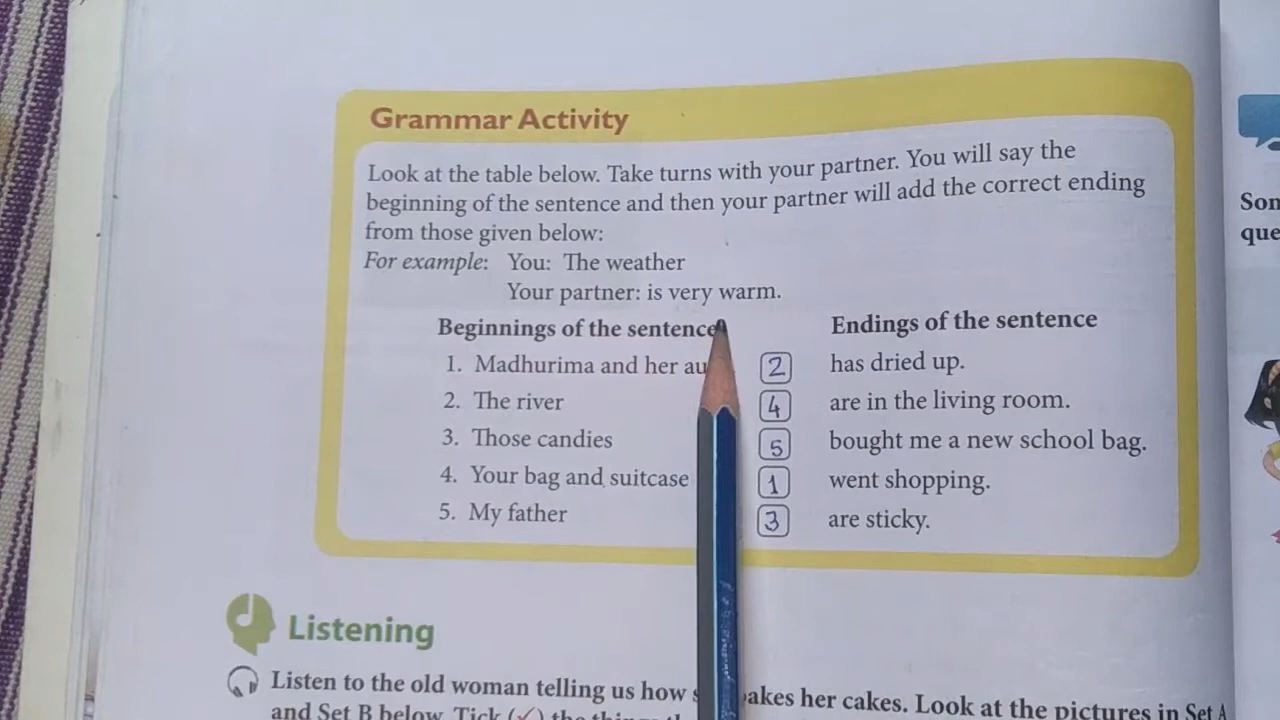 Grammar Activity
Look at the table below. Take turns with your partner. You will say the
beginning of the sentence and then your partner will add the correct ending
from those given below:
For example: You: The weather
Your partner: is very warm.
Beginnings of the sentence
Endings of the sentence
1. Madhurima and her
2
has dried up.
2. The river
4
are in the living room.
3. Those candies
5
bought me a new school bag.
4. Your bag and suitcase
1
went shopping.
5. My father
3
are sticky.
Listening
Listen to the old woman telling us how her cakes. Look at the pictures in Set A
and Set B below. Tick (✓)